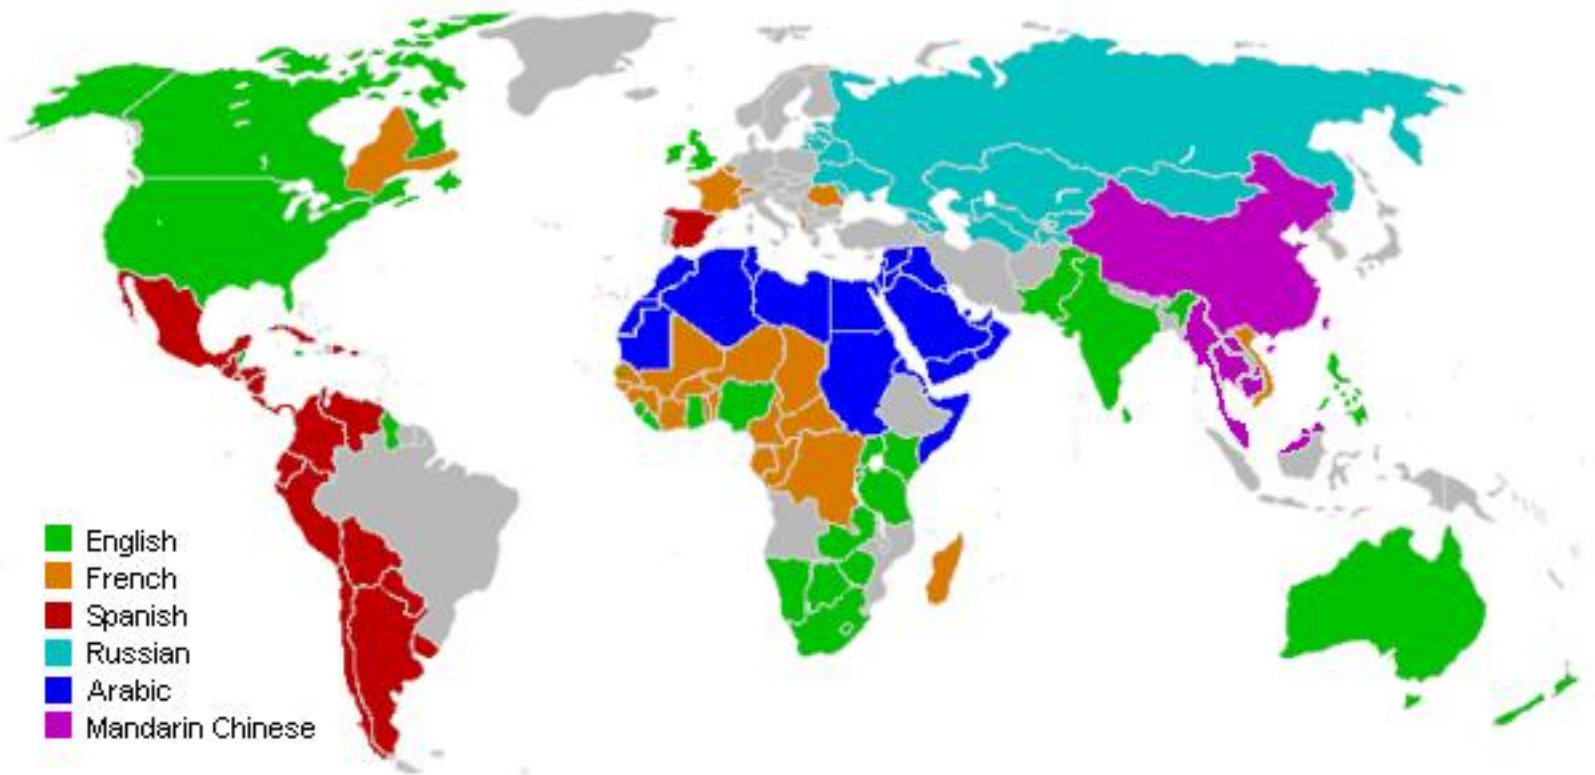 English
French
Spanish
Russian
Arabic
Mandarin Chinese